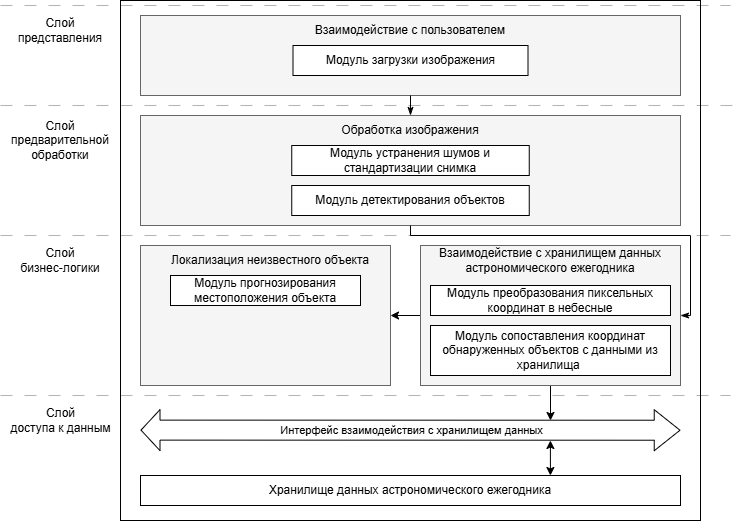 Слой
представления
Взаимодействие с пользователем
Модуль загрузки изображения
Слой
предварительной
обработки
Обработка изображения
Модуль устранения шумов и
стандартизации снимка
Модуль детектирования объектов
Слой
бизнес-логики
Локализация неизвестного объекта
Модуль прогнозирования
местоположения объекта
Взаимодействие с хранилищем данных
астрономического ежегодника
Модуль преобразования пиксельных
координат в небесные
Модуль сопоставления координат
обнаруженных объектов с данными из
хранилища
Слой
доступа к данным
Интерфейс взаимодействия с хранилищем данных
Хранилище данных астрономического ежегодника